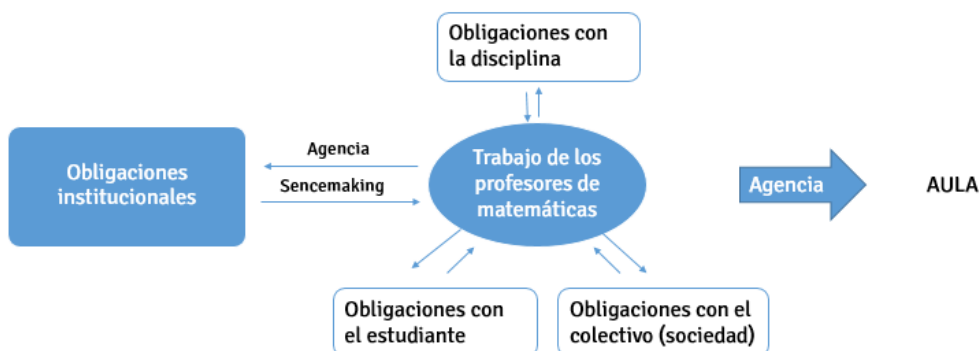 Obligaciones con
la disciplina
Obligaciones
institucionales
Agencia
Sencemaking
Trabajo de los
profesores de
matemáticas
Agencia
AULA
Obligaciones con
el estudiante
Obligaciones con el
colectivo (sociedad)